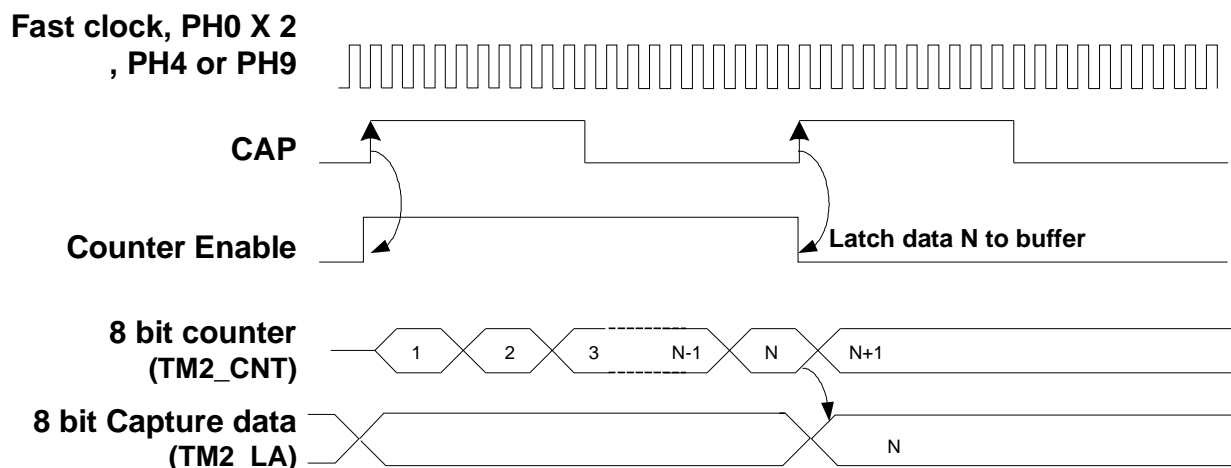 Fast clock, PH0 X 2
, PH4 or PH9
CAP
Counter Enable
Latch data N to buffer
8 bit counter
(TM2_CNT)
1 2 3 N-1 N N+1
8 bit Capture data
(TM2_LA)
N